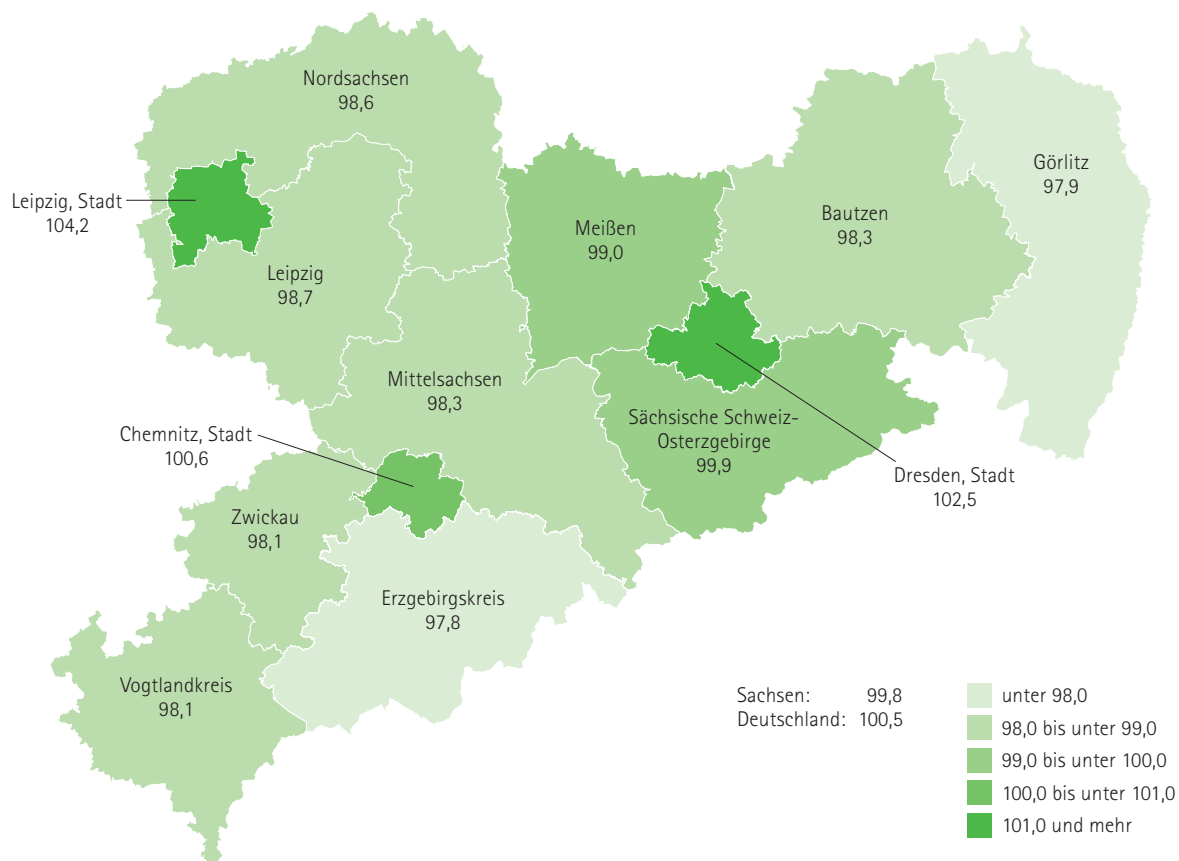 Nordsachsen
98,6
Görlitz
97,9
Leipzig, Stadt
104,2
Bautzen
98,3
Meißen
99,0
Leipzig
98,7
Mittelsachsen
98,3
Sächsische Schweiz-
Osterzgebirge
99,9
Chemnitz, Stadt
100,6
Dresden, Stadt
102,5
Zwickau
98,1
Erzgebirgskreis
97,8
Vogtlandkreis
98,1
Sachsen: 99,8
Deutschland: 100,5
unter 98,0
98,0 bis unter 99,0
99,0 bis unter 100,0
100,0 bis unter 101,0
101,0 und mehr